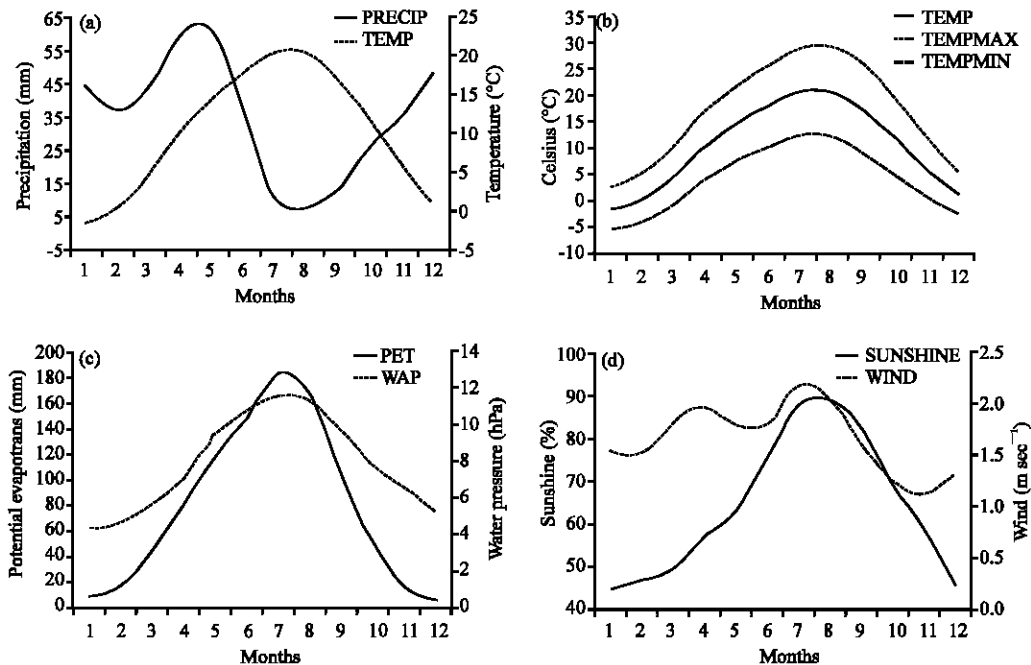 (a)
PRECIP
TEMP
Precipitation (mm)
65
55
45
35
25
15
5
-5
Temperature (°C)
25
20
15
10
5
0
-5
1 2 3 4 5 6 7 8 9 10 11 12
Months
(b)
TEMP
TEMPMAX
TEMPMIN
Celsius (°C)
35
30
25
20
15
10
5
0
-5
-10
1 2 3 4 5 6 7 8 9 10 11 12
Months
(c)
PET
WAP
Potential evapotrans (mm)
200
180
160
140
120
100
80
60
40
20
0
Water pressure (hPa)
14
12
10
8
6
4
2
0
1 2 3 4 5 6 7 8 9 10 11 12
Months
(d)
SUNSHINE
WIND
Sunshine (%)
100
90
80
70
60
50
40
Wind (m sec⁻¹)
2.5
2.0
1.5
1.0
0.5
0.0
1 2 3 4 5 6 7 8 9 10 11 12
Months